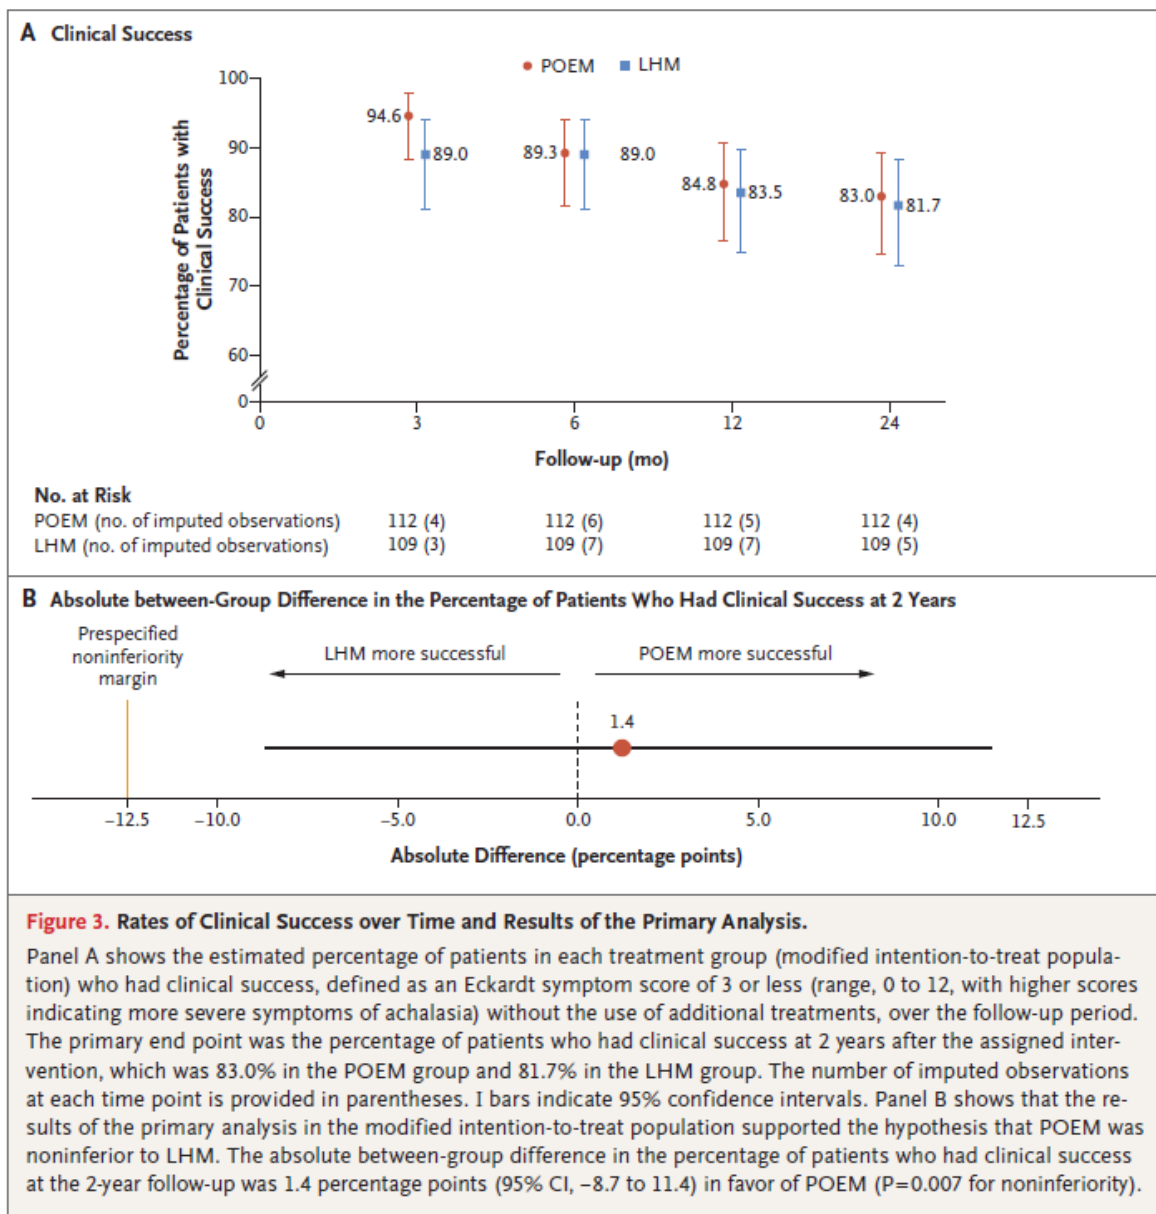 A Clinical Success
POEM LHM
Percentage of Patients with
Clinical Success
100
90
80
70
60
0
94.6
89.0
89.3
89.0
84.8
83.5
83.0
81.7
0 3 6 12 24
Follow-up (mo)
No. at Risk
POEM (no. of imputed observations) 112 (4) 112 (6) 112 (5) 112 (4)
LHM (no. of imputed observations) 109 (3) 109 (7) 109 (7) 109 (5)
B Absolute between-Group Difference in the Percentage of Patients Who Had Clinical Success at 2 Years
Prespecified
noninferiority
margin
LHM more successful
POEM more successful
1.4
−12.5 −10.0 −5.0 0.0 5.0 10.0 12.5
Absolute Difference (percentage points)
Figure 3. Rates of Clinical Success over Time and Results of the Primary Analysis.
Panel A shows the estimated percentage of patients in each treatment group (modified intention-to-treat popula-
tion) who had clinical success, defined as an Eckardt symptom score of 3 or less (range, 0 to 12, with higher scores
indicating more severe symptoms of achalasia) without the use of additional treatments, over the follow-up period.
The primary end point was the percentage of patients who had clinical success at 2 years after the assigned inter-
vention, which was 83.0% in the POEM group and 81.7% in the LHM group. The number of imputed observations
at each time point is provided in parentheses. I bars indicate 95% confidence intervals. Panel B shows that the re-
sults of the primary analysis in the modified intention-to-treat population supported the hypothesis that POEM was
noninferior to LHM. The absolute between-group difference in the percentage of patients who had clinical success
at the 2-year follow-up was 1.4 percentage points (95% CI, −8.7 to 11.4) in favor of POEM (P=0.007 for noninferiority).